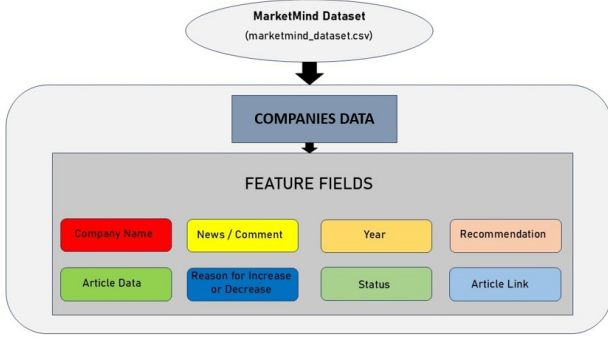 MarketMind Dataset
(marketmind_dataset.csv)
COMPANIES DATA
FEATURE FIELDS
Company Name
News / Comment
Year
Recommendation
Article Data
Reason for Increase
or Decrease
Status
Article Link